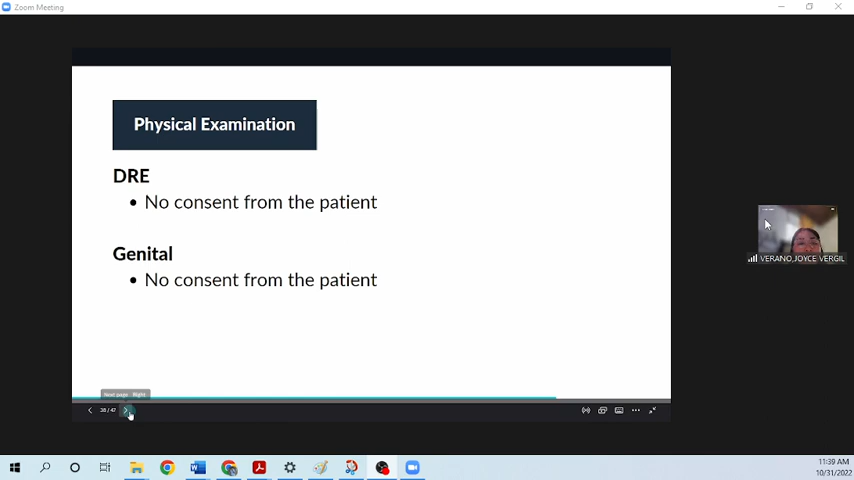 Zoom Meeting
Physical Examination
DRE
• No consent from the patient
Genital
• No consent from the patient
VERANO,JOYCE VERGIL
Next page Right
38 / 47
11:39 AM
10/31/2022